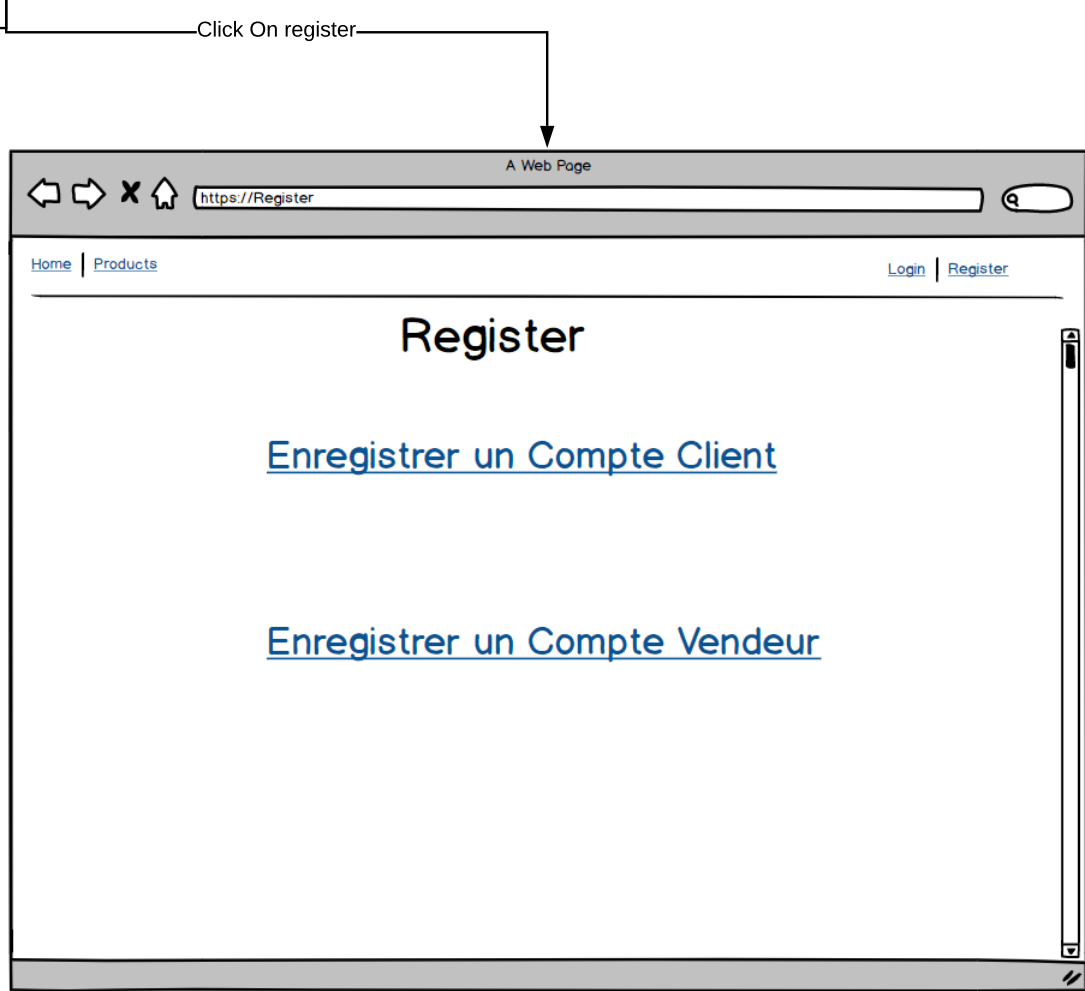 Click On register
A Web Page
https://Register
Home Products
Login Register
Register
Enregistrer un Compte Client
Enregistrer un Compte Vendeur